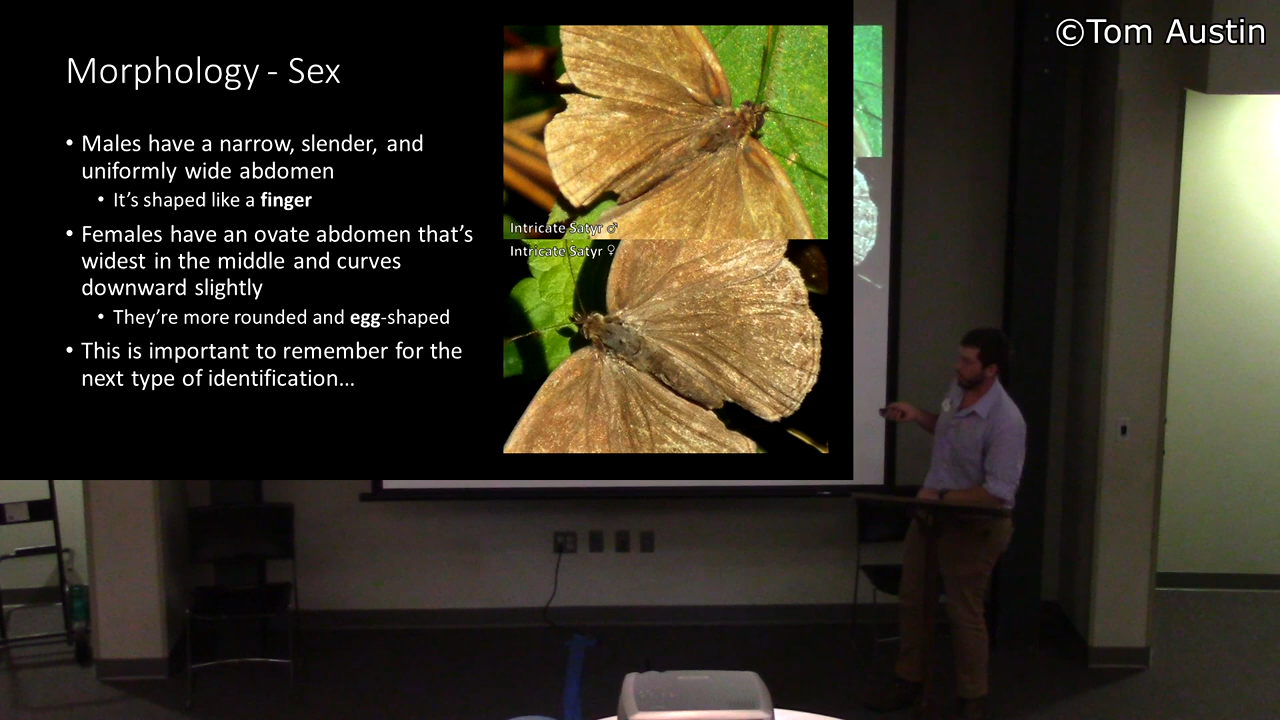 ©Tom Austin
Morphology - Sex
• Males have a narrow, slender, and
uniformly wide abdomen
• It's shaped like a finger
• Females have an ovate abdomen that's
widest in the middle and curves
downward slightly
• They're more rounded and egg-shaped
• This is important to remember for the
next type of identification...
Intricate Satyr ♂
Intricate Satyr ♀